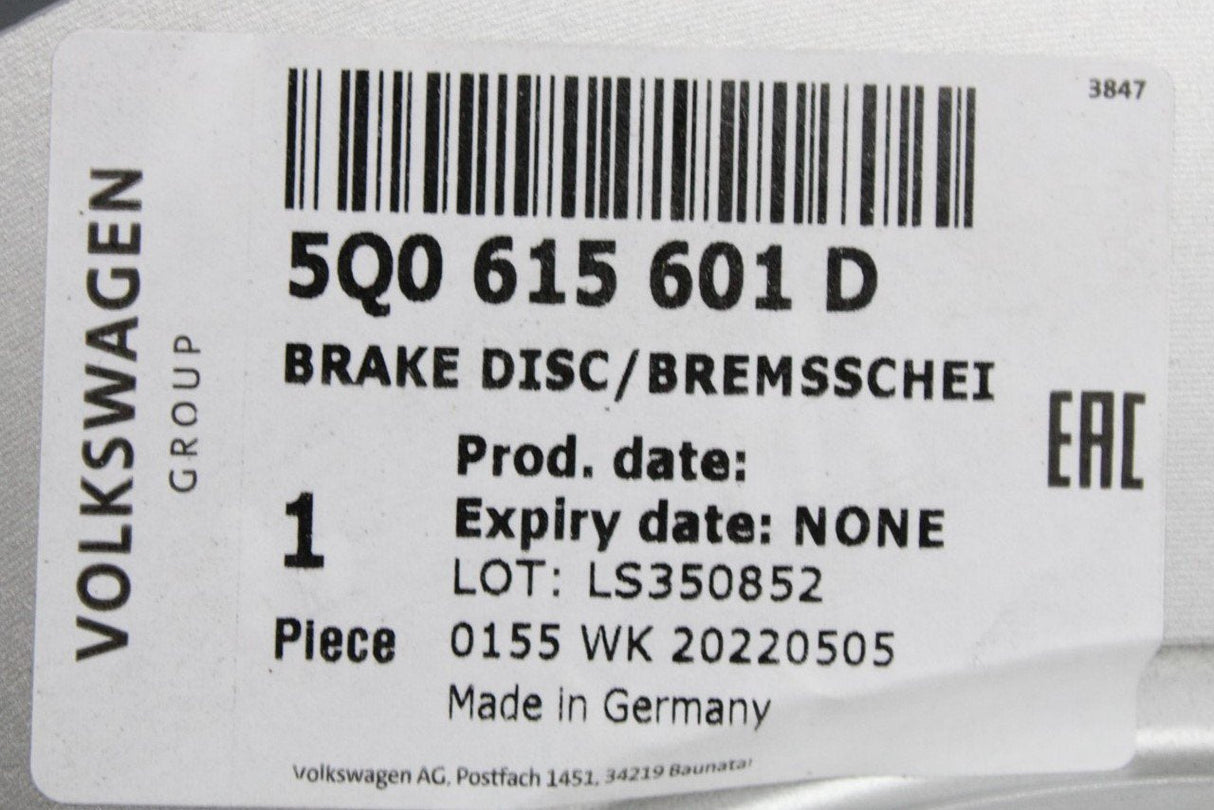 VOLKSWAGEN
GROUP
3847
5Q0 615 601 D
BRAKE DISC/BREMSSCHEI
EAC
Prod. date:
Expiry date: NONE
1
LOT: LS350852
Piece
0155 WK 20220505
Made in Germany
Volkswagen AG, Postfach 1451, 34219 Baunatal